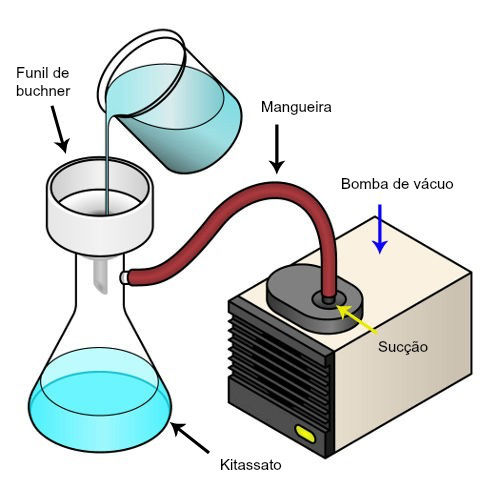 Funil de
buchner
Mangueira
Bomba de vácuo
Sucção
Kitassato